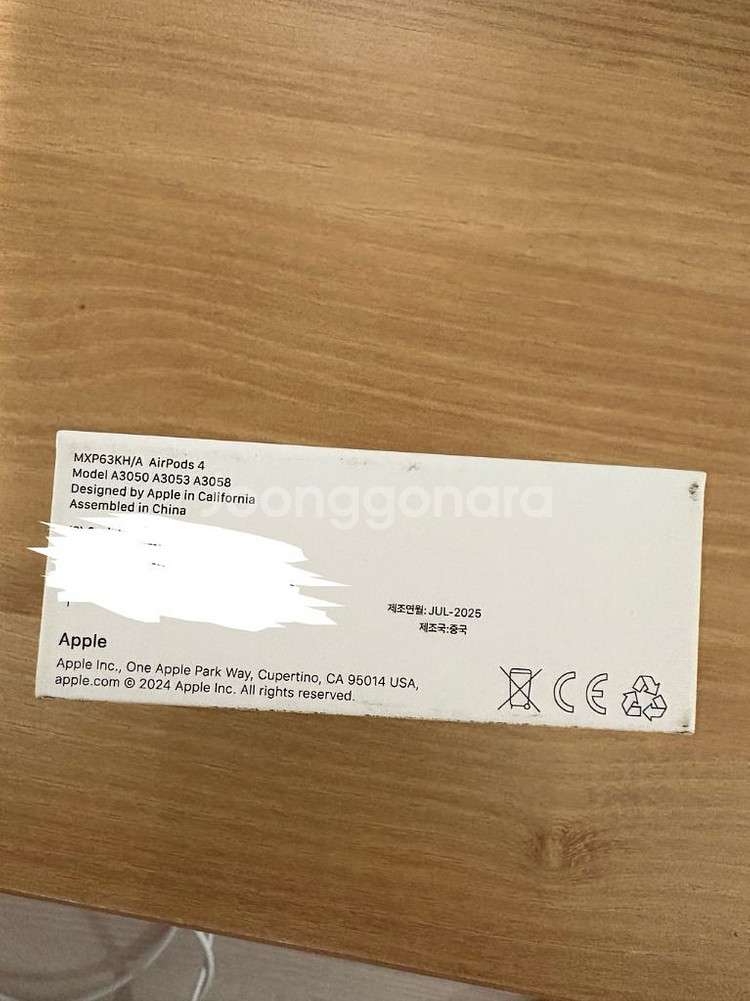 MXP63KH/A AirPods 4
Model A3050 A3053 A3058
Designed by Apple in California
Assembled in China
joonggonara
제조연월: JUL-2025
제조국:중국
Apple
Apple Inc., One Apple Park Way, Cupertino, CA 95014 USA,
apple.com © 2024 Apple Inc. All rights reserved.
CE